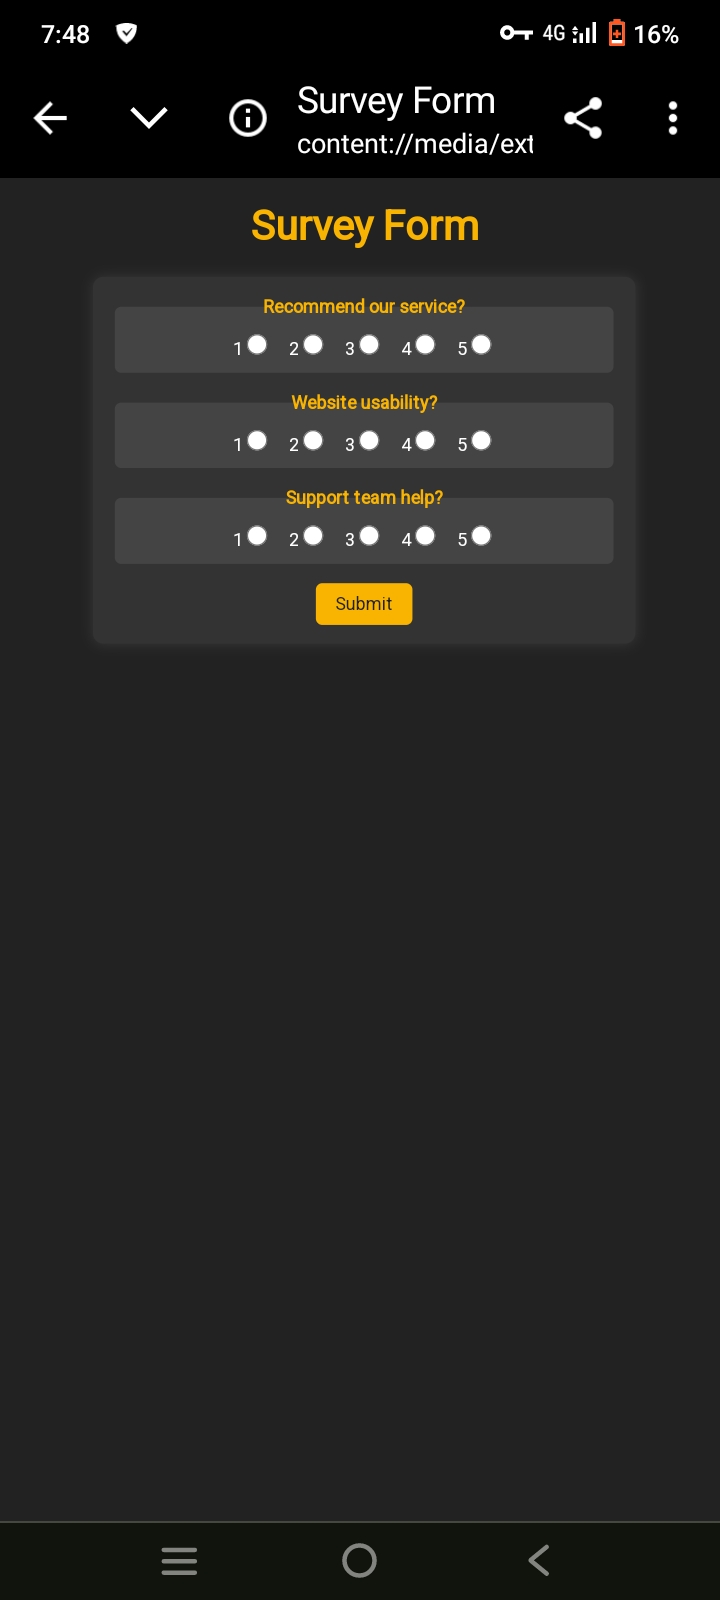 7:48 4G 16%
Survey Form
content://media/ext
Survey Form
Recommend our service?
1 2 3 4 5
Website usability?
1 2 3 4 5
Support team help?
1 2 3 4 5
Submit